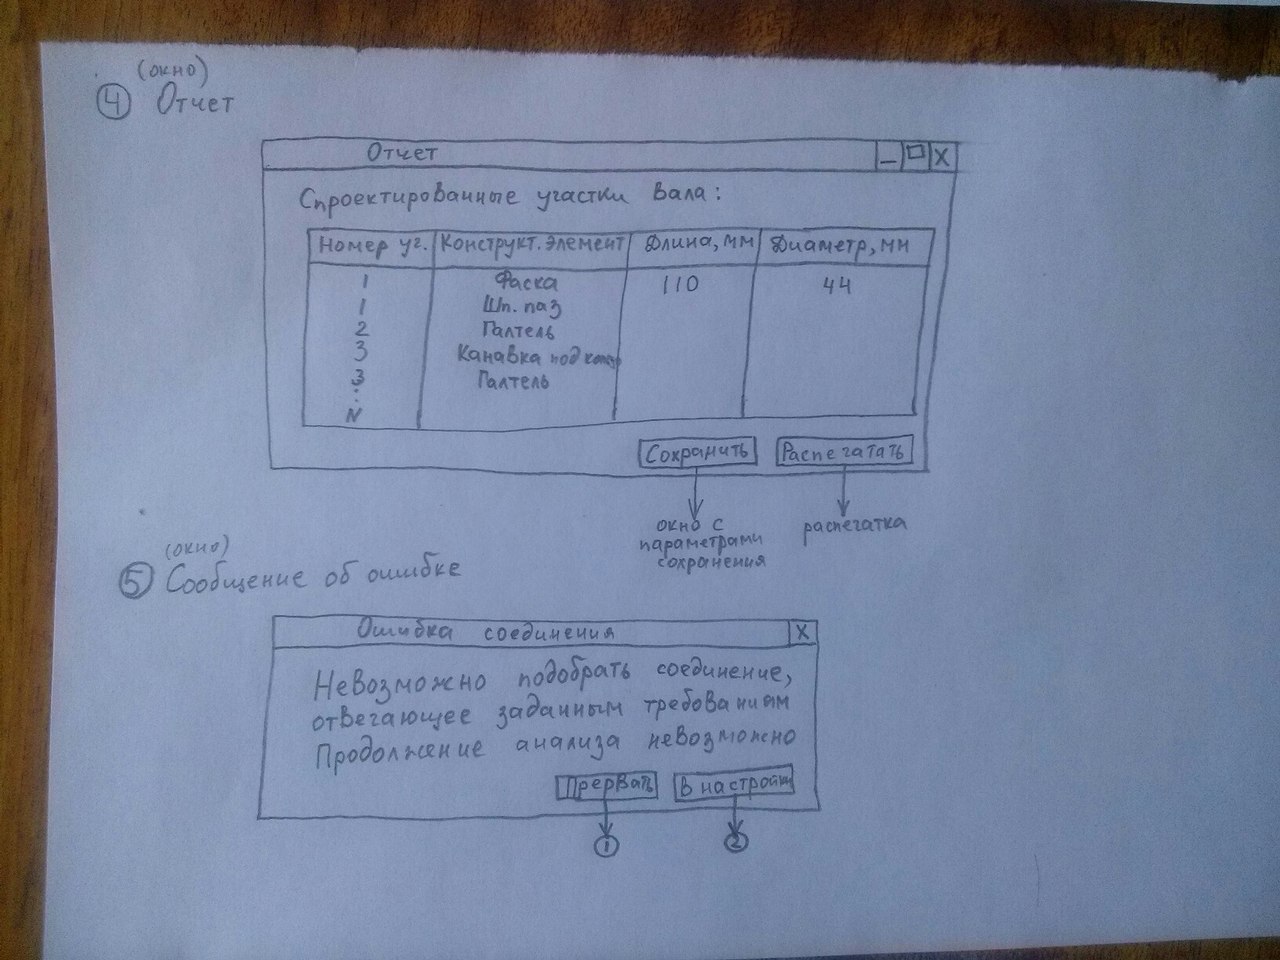 (окно)
4 Отчет
Отчет _ X
Спроектированные участки вала:
Номер уч. Конструкт. элемент Длина, мм Диаметр, мм
1 Фаска 110 44
1 Шп. паз
2 Галтель
3 Канавка под
3 Галтель
N
Сохранить Распечатать
окно с распечатка
параметрами
сохранения
(окно)
5 Сообщение об ошибке
Ошибка соединения X
Невозможно подобрать соединение,
отвечающее заданным требованиям
Продолжение анализа невозможно
Прервать В настройки
1 2